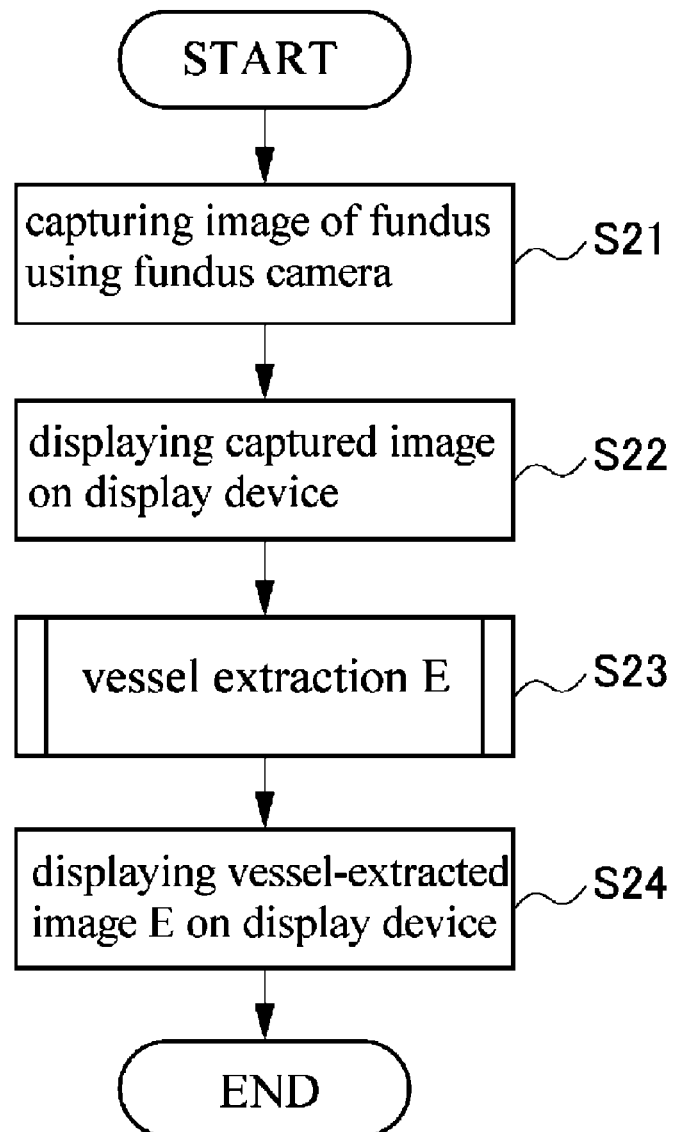 START
capturing image of fundus
using fundus camera
S21
displaying captured image
on display device
S22
vessel extraction E
S23
displaying vessel-extracted
image E on display device
S24
END